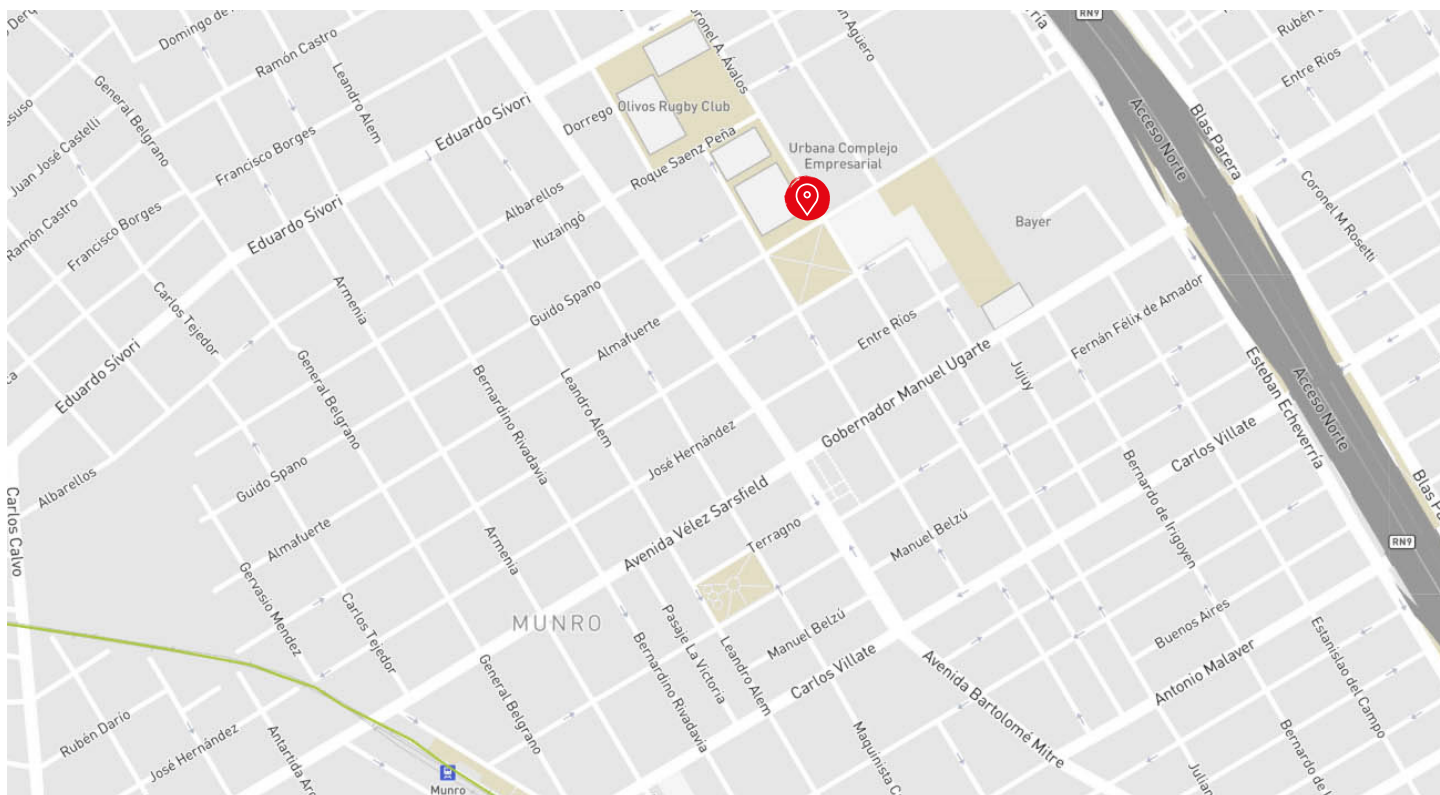 RN9
Domingo de
Ramón Castro
Coronel A. Ávalos
Agüero
Entre Ríos
General Belgrano
Leandro Alem
Olivos Rugby Club
Dorrego
Eduardo Sívori
Acceso Norte
Blas Parera
Juan José Castelli
Francisco Borges
Roque Saenz Peña
Urbana Complejo
Empresarial
Ramón Castro
Albarellos
Coronel M Rosetti
Francisco Borges
Eduardo Sívori
Ituzaingó
Bayer
Armenia
Guido Spano
Carlos Tejedor
Almafuerte
Entre Ríos
Fernán Félix de Amador
Eduardo Sívori
General Belgrano
Bernardino Rivadavia
Leandro Alem
Gobernador Manuel Ugarte
Jujuy
Esteban Echeverría
Acceso Norte
José Hernández
Carlos Villate
Albarellos
Guido Spano
Bernardo de Irigoyen
Carlos Calvo
Avenida Vélez Sarsfield
Almafuerte
Armenia
Terragno
Manuel Belzú
RN9
Gervasio Mendez
Carlos Tejedor
MUNRO
Pasaje La Victoria
Manuel Belzú
Buenos Aires
Estanislao del Campo
Bernardino Rivadavia
Leandro Alem
Carlos Villate
Antonio Malaver
General Belgrano
Avenida Bartolomé Mitre
Rubén Darío
José Hernández
Antartida
Maquinista
Bernardo de
Munro